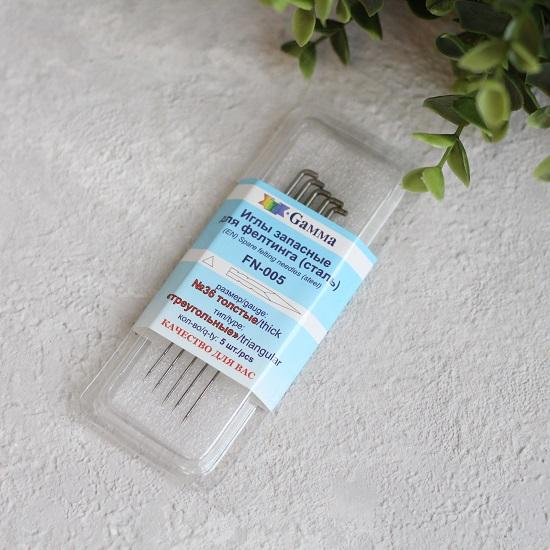 Gamma
Иглы запасные
для фелтинга (сталь)
(EN) Spare felting needles (steel)
FN-005
размер/gauge:
№36 толстые/thick
тип/type:
«треугольные»/triangular
кол-во/q-ty: 5 шт./pcs
КАЧЕСТВО ДЛЯ ВАС